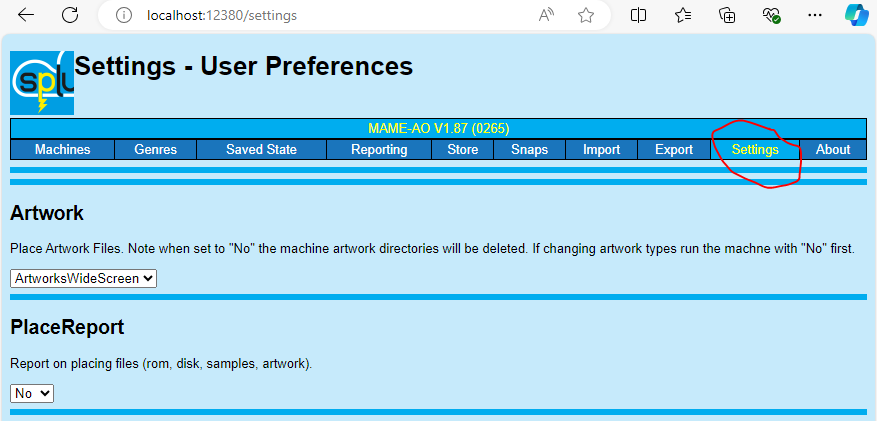 localhost:12380/settings
splu
Settings - User Preferences
MAME-AO V1.87 (0265)
Machines Genres Saved State Reporting Store Snaps Import Export Settings About
Artwork
Place Artwork Files. Note when set to "No" the machine artwork directories will be deleted. If changing artwork types run the machne with "No" first.
ArtworksWideScreen
PlaceReport
Report on placing files (rom, disk, samples, artwork).
No